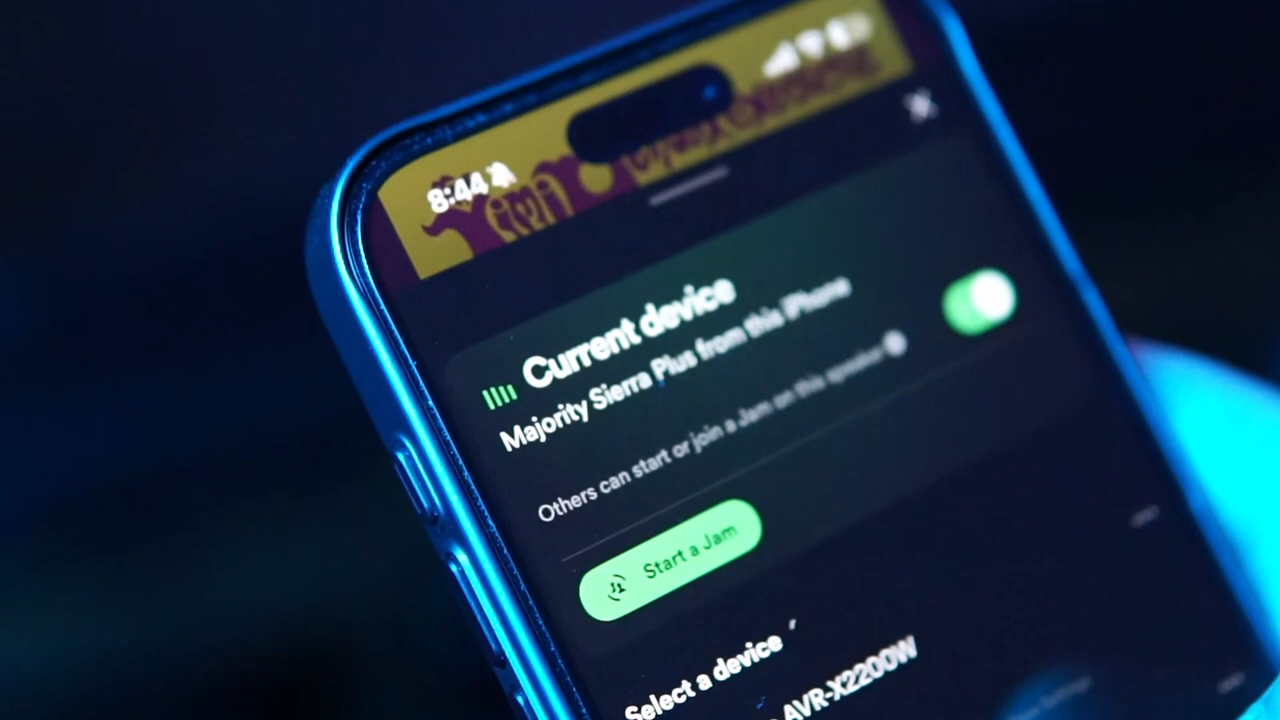 8:44
Current device
Majority Sierra Plus from this iPhone
Others can start or join a Jam on this speaker
Start a Jam
Select a device
AVR-X2200W